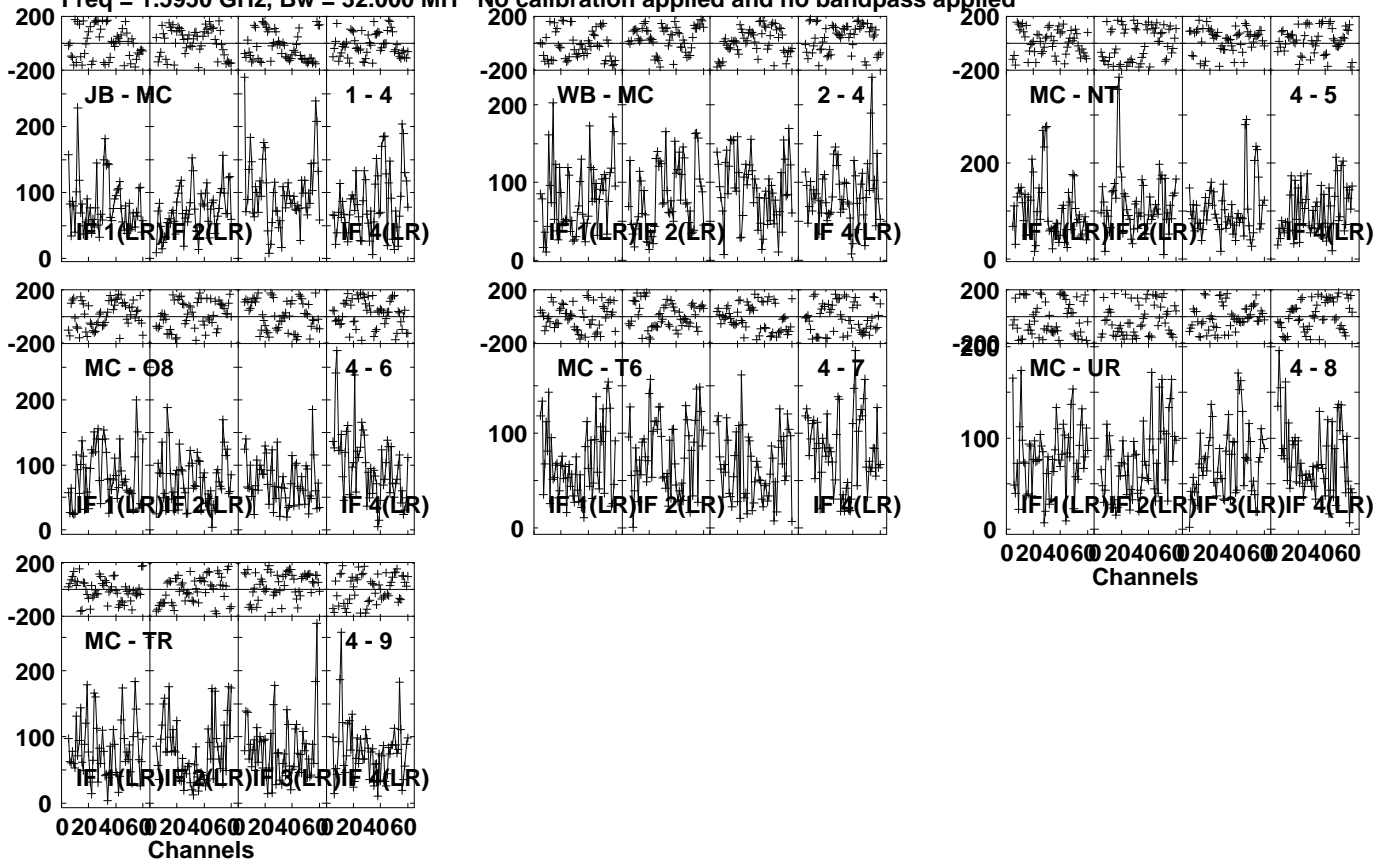 Freq = 1.5950 GHz, Bw = 32.000 MH No calibration applied and no bandpass applied
200
-200
JB - MC 1 - 4
200
100
0
IF 1(LR) IF 2(LR) IF 4(LR)
200
-200
WB - MC 2 - 4
200
100
0
IF 1(LR) IF 2(LR) IF 4(LR)
200
-200
MC - NT 4 - 5
200
100
0
IF 1(LR) IF 2(LR) IF 4(LR)
200
-200
MC - O8 4 - 6
200
100
0
IF 1(LR) IF 2(LR) IF 4(LR)
200
-200
MC - T6 4 - 7
100
0
IF 1(LR) IF 2(LR) IF 4(LR)
200
-200
200
MC - UR 4 - 8
100
0
IF 1(LR) IF 2(LR) IF 3(LR) IF 4(LR)
0 20 40 60 0 20 40 60 0 20 40 60 0 20 40 60
Channels
200
-200
MC - TR 4 - 9
200
100
0
IF 1(LR) IF 2(LR) IF 3(LR) IF 4(LR)
0 20 40 60 0 20 40 60 0 20 40 60 0 20 40 60
Channels